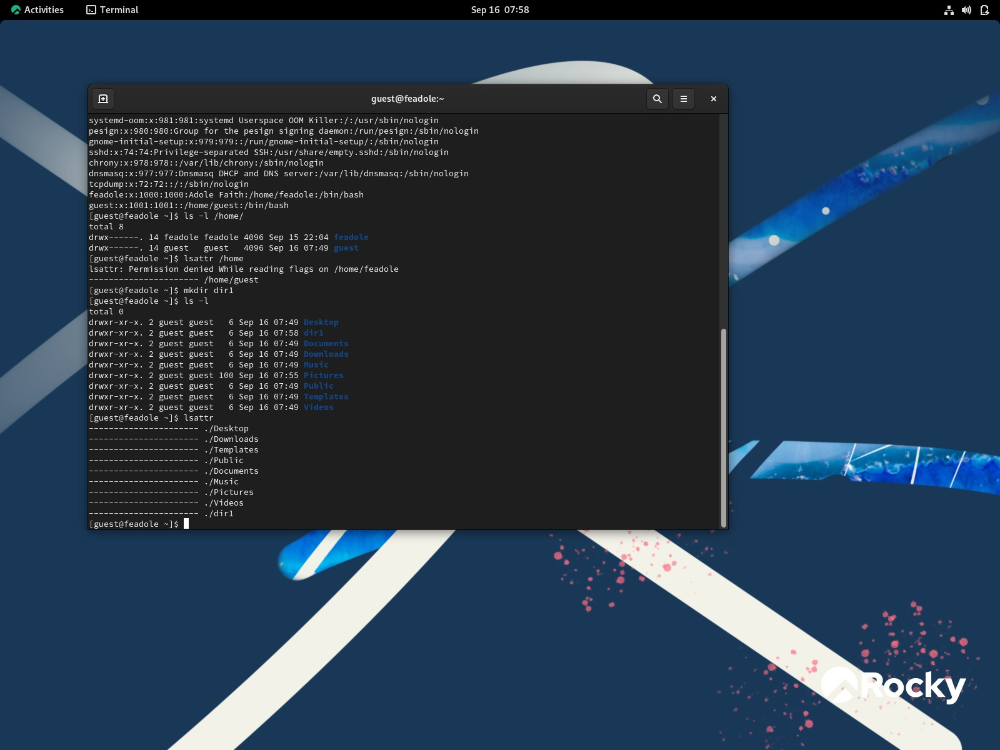 Activities Terminal Sep 16 07:58
guest@feadole:~
systemd-oom:x:981:981:systemd Userspace OOM Killer:/:/usr/sbin/nologin
pesign:x:980:980:Group for the pesign signing daemon:/run/pesign:/sbin/nologin
gnome-initial-setup:x:979:979::/run/gnome-initial-setup/:/sbin/nologin
sshd:x:74:74:Privilege-separated SSH:/usr/share/empty.sshd:/sbin/nologin
chrony:x:978:978::/var/lib/chrony:/sbin/nologin
dnsmasq:x:977:977:Dnsmasq DHCP and DNS server:/var/lib/dnsmasq:/sbin/nologin
tcpdump:x:72:72::/:/sbin/nologin
feadole:x:1000:1000:Adole Faith:/home/feadole:/bin/bash
guest:x:1001:1001::/home/guest:/bin/bash
[guest@feadole ~]$ ls -l /home/
total 8
drwx------. 14 feadole feadole 4096 Sep 15 22:04 feadole
drwx------. 14 guest   guest   4096 Sep 16 07:49 guest
[guest@feadole ~]$ lsattr /home
lsattr: Permission denied While reading flags on /home/feadole
---------------------- /home/guest
[guest@feadole ~]$ mkdir dir1
[guest@feadole ~]$ ls -l
total 0
drwxr-xr-x. 2 guest guest   6 Sep 16 07:49 Desktop
drwxr-xr-x. 2 guest guest   6 Sep 16 07:58 dir1
drwxr-xr-x. 2 guest guest   6 Sep 16 07:49 Documents
drwxr-xr-x. 2 guest guest   6 Sep 16 07:49 Downloads
drwxr-xr-x. 2 guest guest   6 Sep 16 07:49 Music
drwxr-xr-x. 2 guest guest 100 Sep 16 07:55 Pictures
drwxr-xr-x. 2 guest guest   6 Sep 16 07:49 Public
drwxr-xr-x. 2 guest guest   6 Sep 16 07:49 Templates
drwxr-xr-x. 2 guest guest   6 Sep 16 07:49 Videos
[guest@feadole ~]$ lsattr
---------------------- ./Desktop
---------------------- ./Downloads
---------------------- ./Templates
---------------------- ./Public
---------------------- ./Documents
---------------------- ./Music
---------------------- ./Pictures
---------------------- ./Videos
---------------------- ./dir1
[guest@feadole ~]$
Rocky